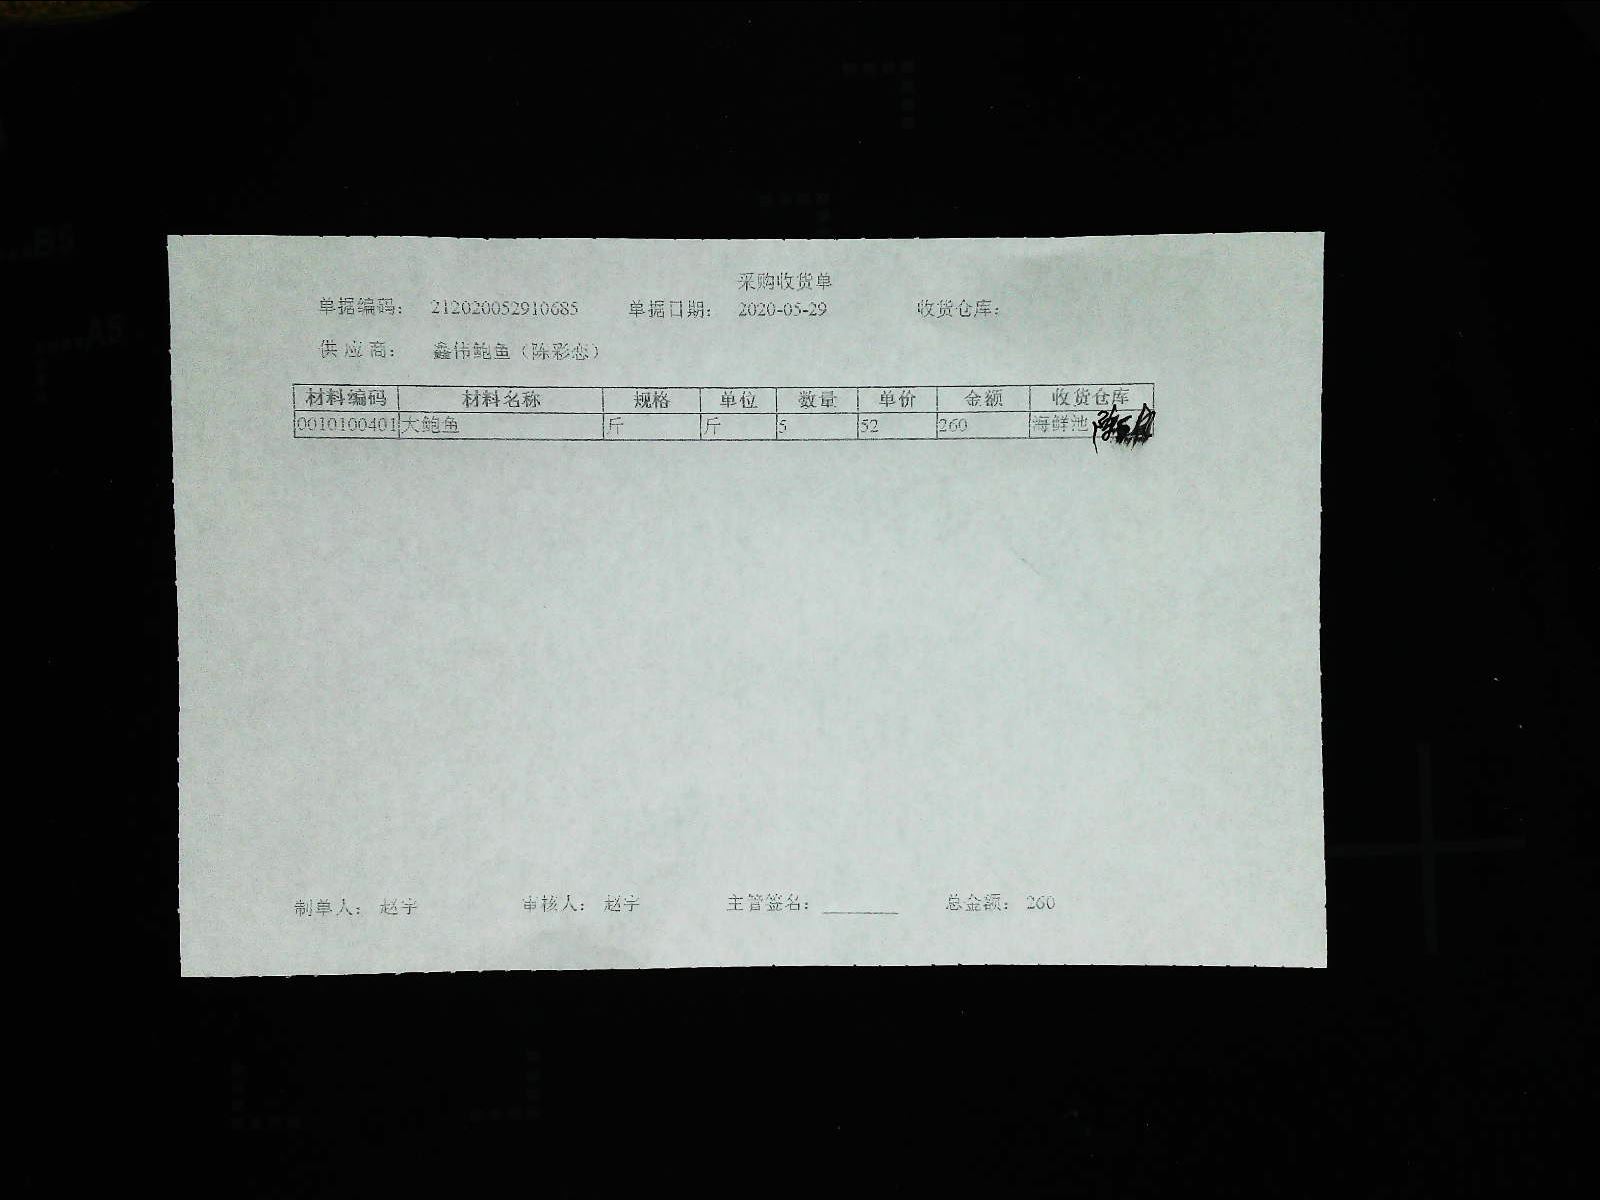 采购收货单
单据编码: 212020052910685 单据日期: 2020-05-29 收货仓库:
供应商: 鑫伟鲍鱼(陈彩恋)
材料编码 材料名称 规格 单位 数量 单价 金额 收货仓库
0010100401 大鲍鱼 斤 斤 5 52 260 海鲜池
制单人: 赵宇 审核人: 赵宇 主管签名: 总金额: 260